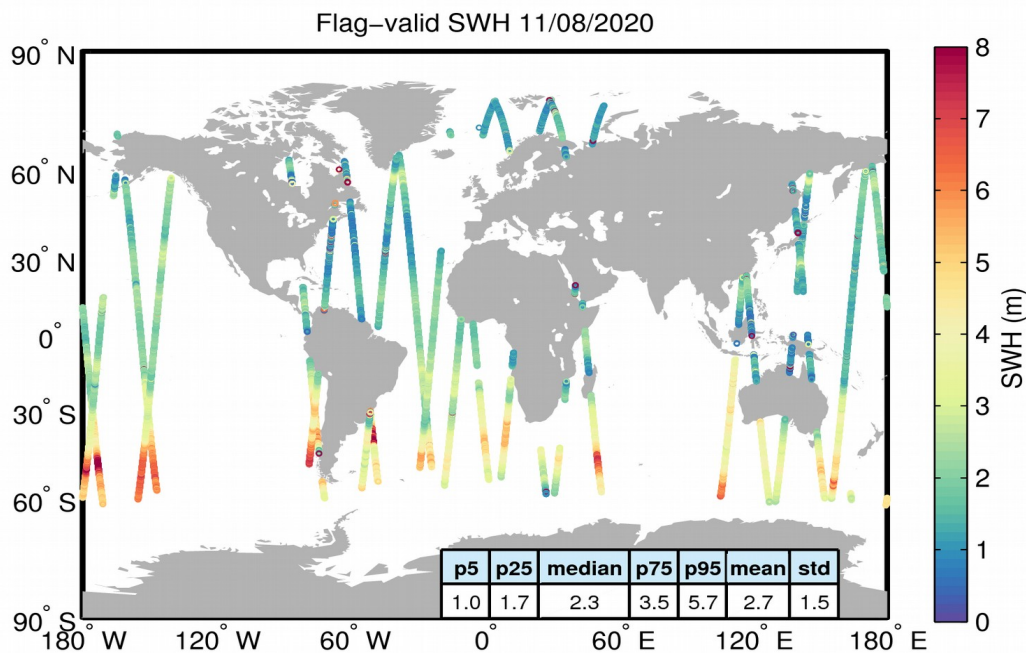 Flag−valid SWH 11/08/2020
90° N
60° N
30° N
0°
30° S
60° S
90° S
180° W
120° W
60° W
0°
60° E
120° E
180° E
p5 p25 median p75 p95 mean std
1.0 1.7 2.3 3.5 5.7 2.7 1.5
8
7
6
5
4
3
2
1
0
SWH (m)